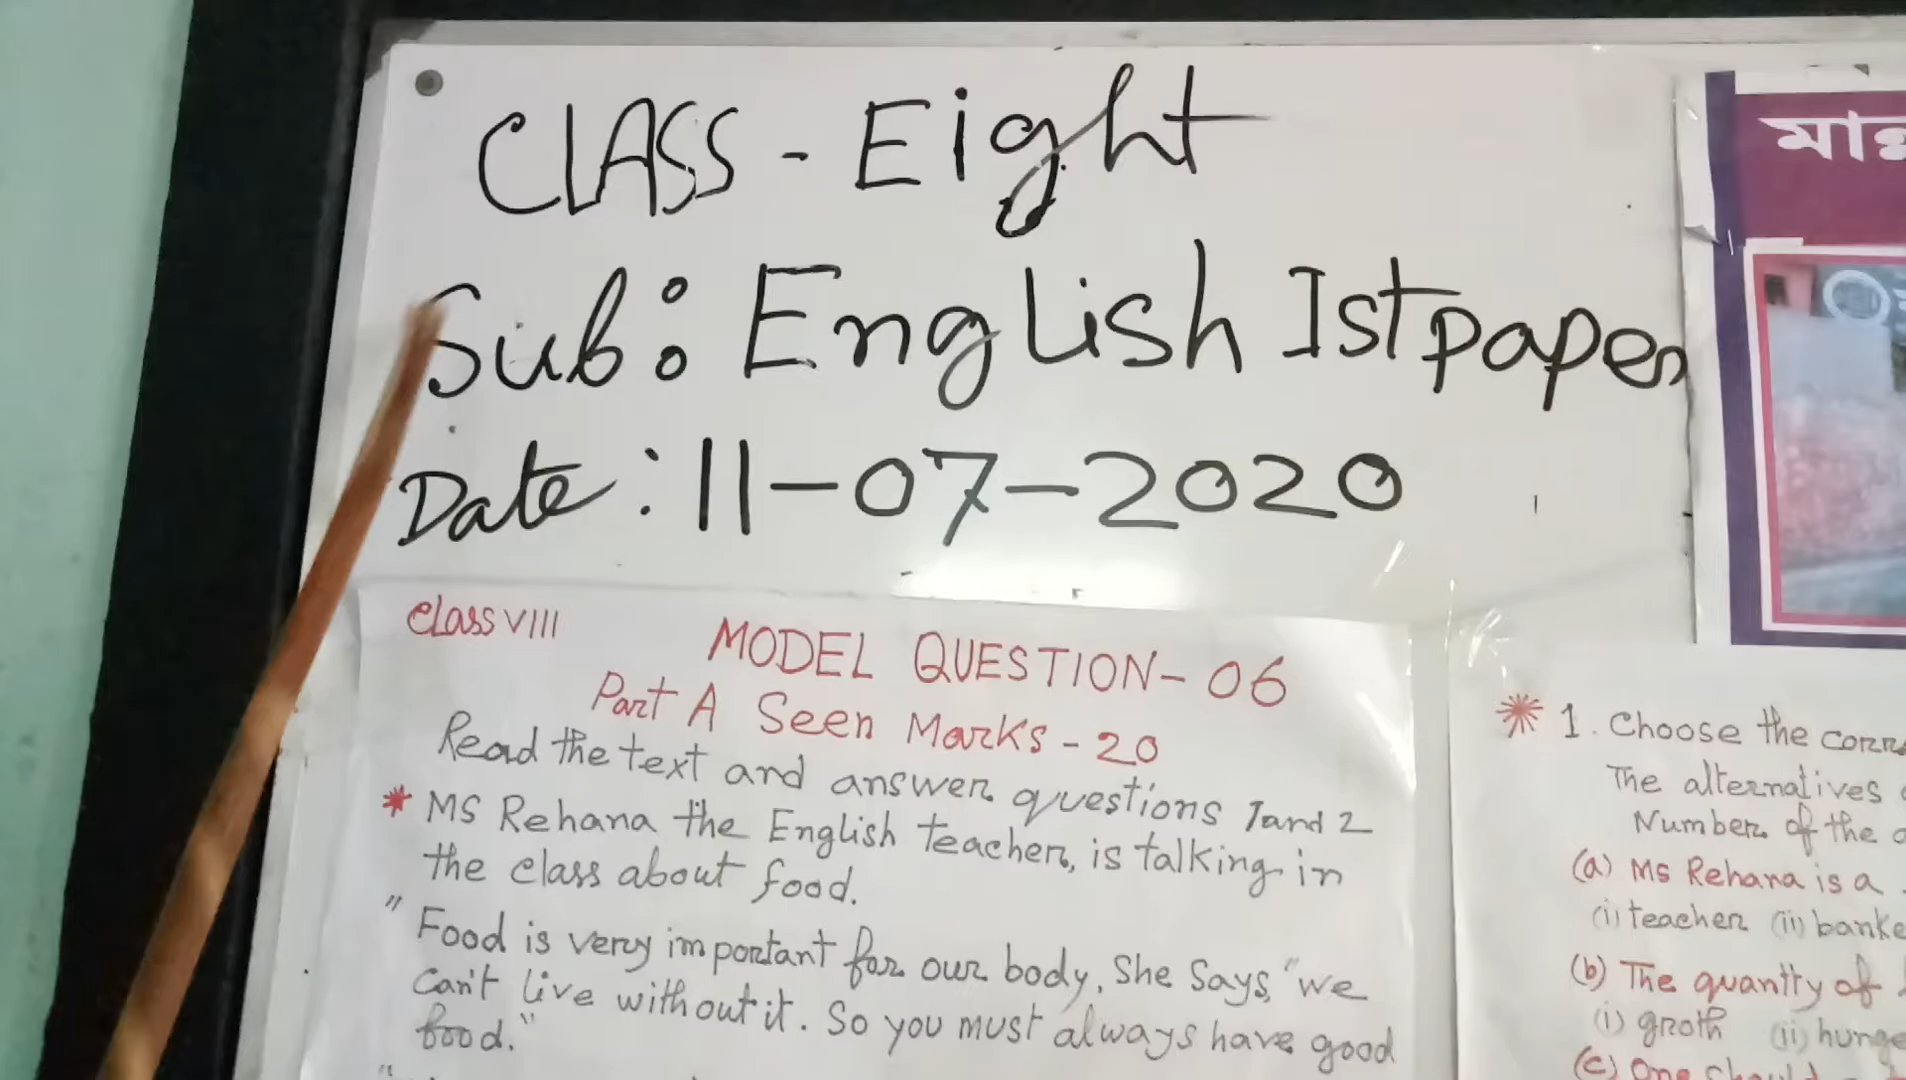 CLASS - Eight
Sub: English Ist paper
Date: 11-07-2020
Class VIII
MODEL QUESTION- 06
Part A Seen Marks - 20
Read the text and answer questions 1 and 2
* MS Rehana the English teacher, is talking in
the class about food.
"Food is very important for our body, She Says, "we
Can't live without it. So you must always have good
food."
* 1. Choose the
The alternatives
Number of the
(a) Ms Rehana is a
(i) teacher (ii)
(b) The quantty of
(i) groth (ii)
(c) One should